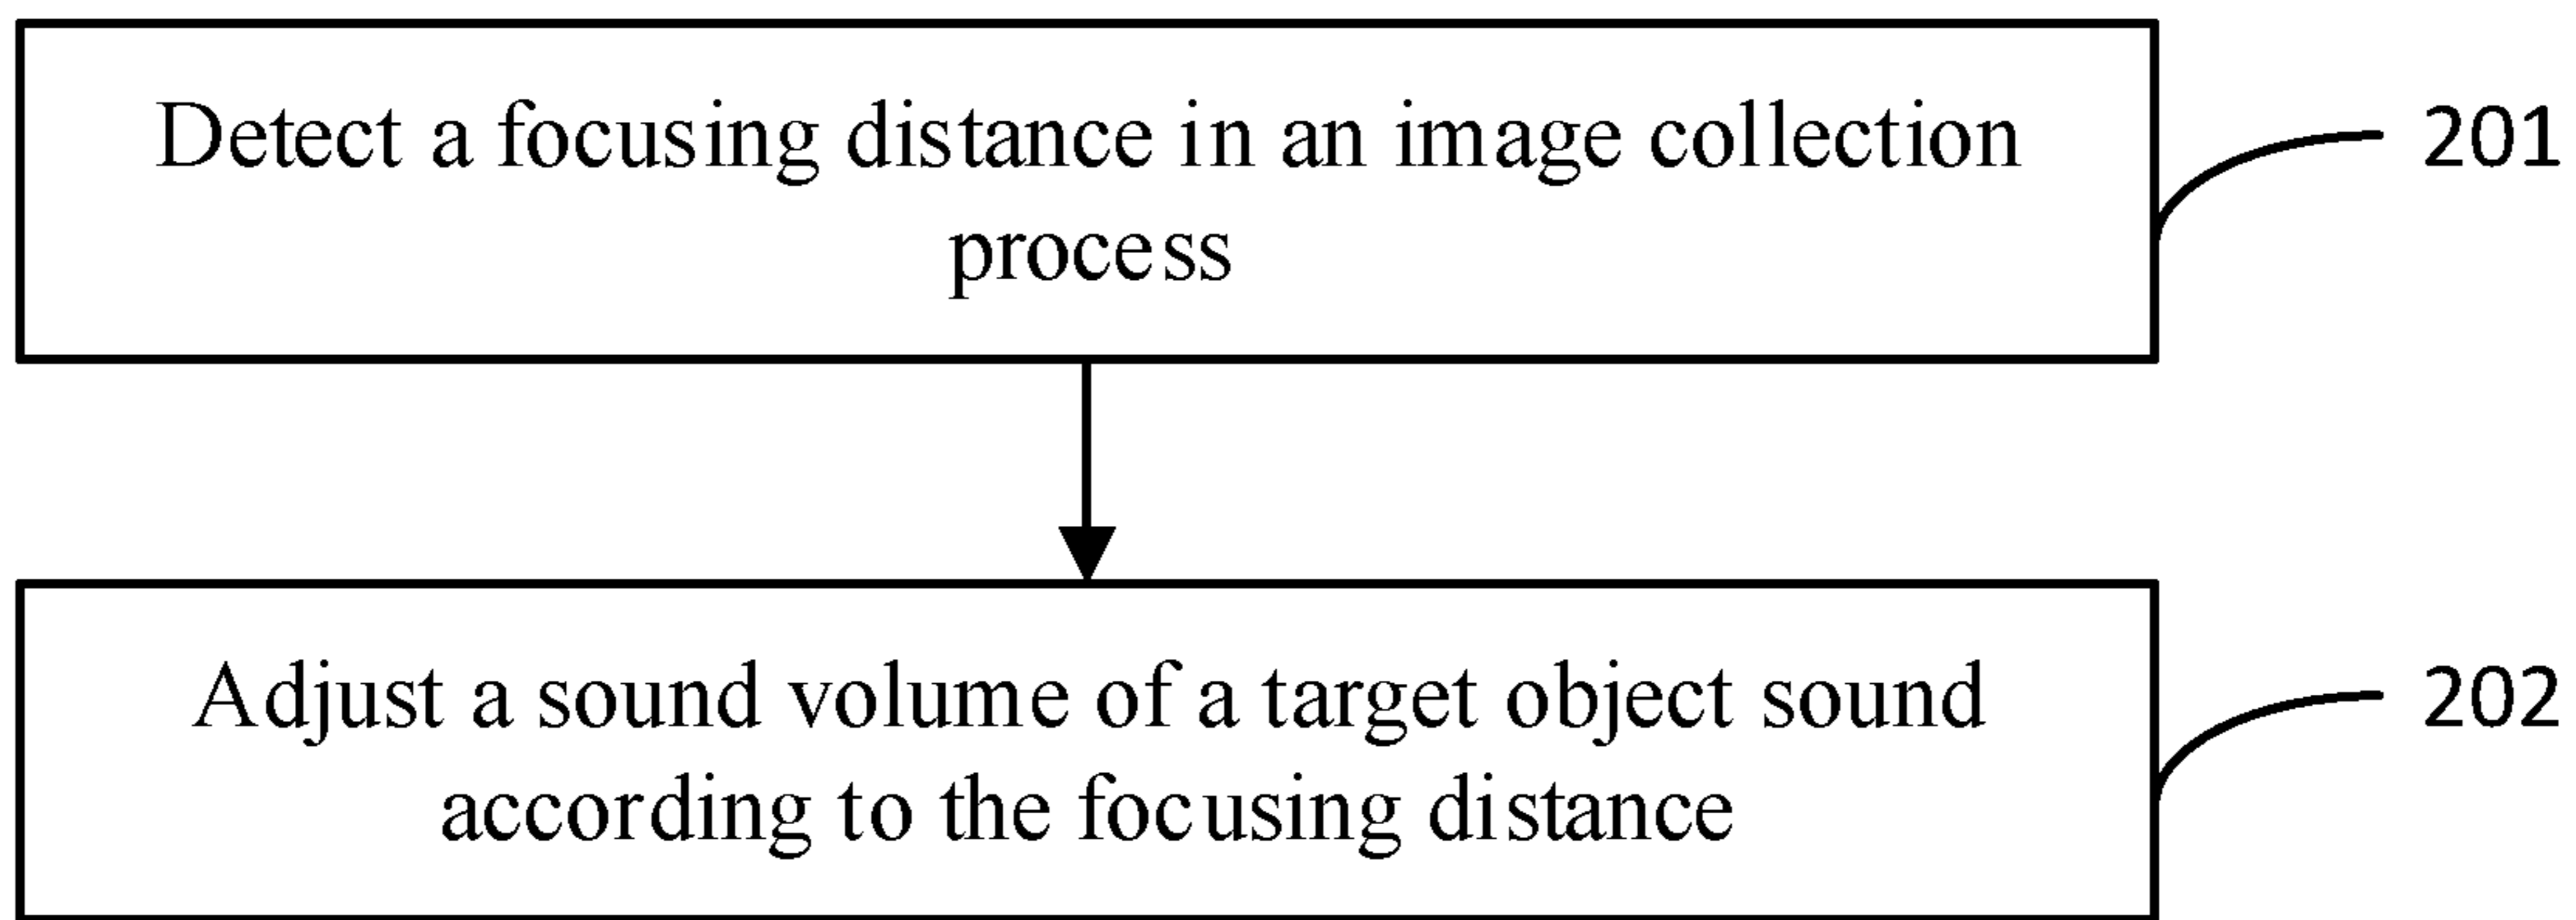 Detect a focusing distance in an image collection
process
201
Adjust a sound volume of a target object sound
according to the focusing distance
202